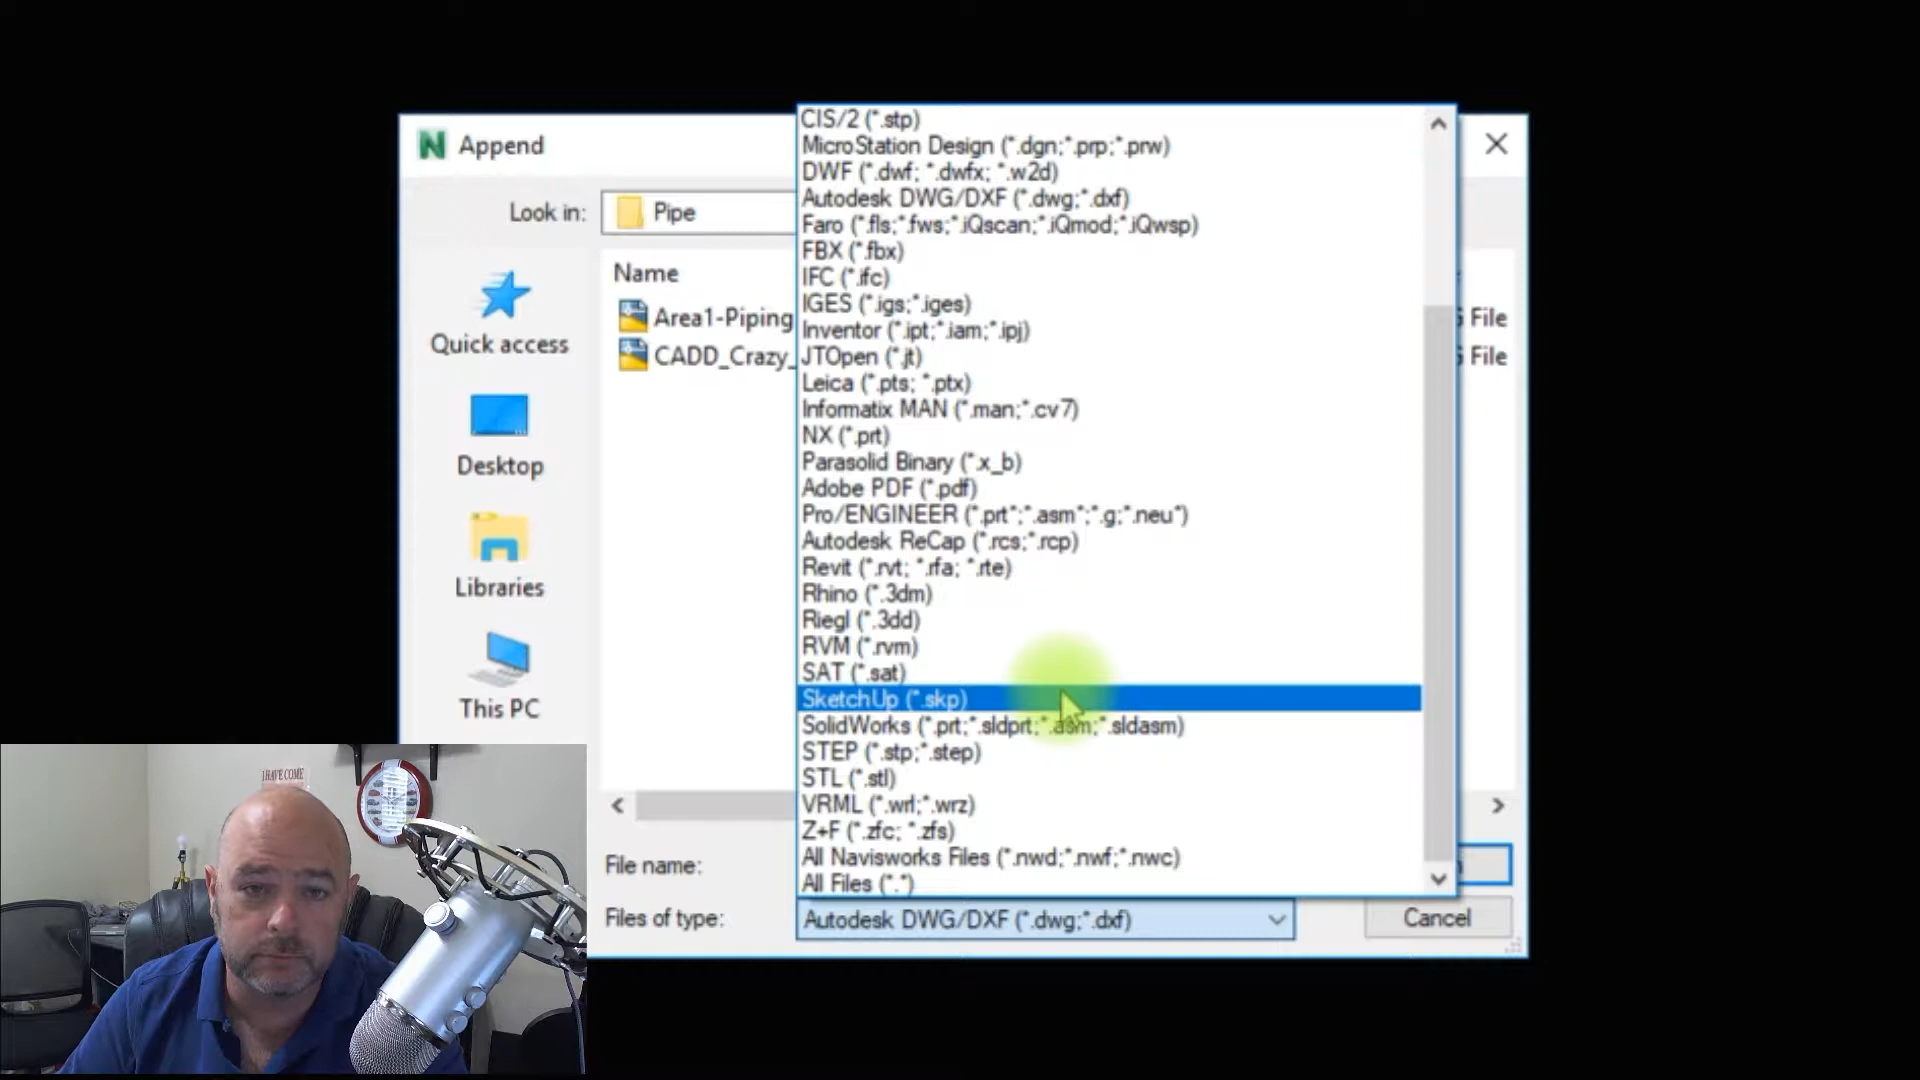 Append
Look in:
Pipe
Name
Area1-Piping
File
CADD_Crazy_
File
Quick access
Desktop
Libraries
This PC
CIS/2 (*.stp)
MicroStation Design (*.dgn;*.prp;*.prw)
DWF (*.dwf; *.dwfx; *.w2d)
Autodesk DWG/DXF (*.dwg;*.dxf)
Faro (*.fls;*.fws;*.iQscan;*.iQmod;*.iQwsp)
FBX (*.fbx)
IFC (*.ifc)
IGES (*.igs;*.iges)
Inventor (*.ipt;*.iam;*.ipj)
JTOpen (*.jt)
Leica (*.pts; *.ptx)
Informatix MAN (*.man;*.cv7)
NX (*.prt)
Parasolid Binary (*.x_b)
Adobe PDF (*.pdf)
Pro/ENGINEER (*.prt*;*.asm*;*.g;*.neu*)
Autodesk ReCap (*.rcs;*.rcp)
Revit (*.rvt; *.rfa; *.rte)
Rhino (*.3dm)
Riegl (*.3dd)
RVM (*.rvm)
SAT (*.sat)
SketchUp (*.skp)
SolidWorks (*.prt;*.sldprt;*.asm;*.sldasm)
STEP (*.stp;*.step)
STL (*.stl)
VRML (*.wrl;*.wrz)
Z+F (*.zfc; *.zfs)
All Navisworks Files (*.nwd;*.nwf;*.nwc)
All Files (*.*)
File name:
Files of type:
Autodesk DWG/DXF (*.dwg;*.dxf)
Cancel
I HAVE COME